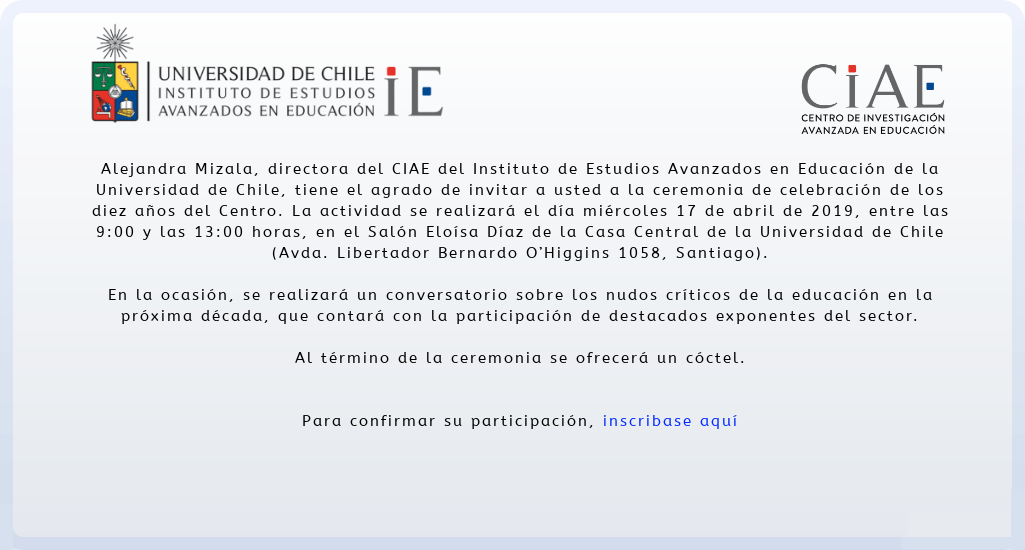 UNIVERSIDAD DE CHILE
INSTITUTO DE ESTUDIOS
AVANZADOS EN EDUCACIÓN
iE
CiAE
CENTRO DE INVESTIGACIÓN
AVANZADA EN EDUCACIÓN
Alejandra Mizala, directora del CIAE del Instituto de Estudios Avanzados en Educación de la
Universidad de Chile, tiene el agrado de invitar a usted a la ceremonia de celebración de los
diez años del Centro. La actividad se realizará el día miércoles 17 de abril de 2019, entre las
9:00 y las 13:00 horas, en el Salón Eloísa Díaz de la Casa Central de la Universidad de Chile
(Avda. Libertador Bernardo O'Higgins 1058, Santiago).
En la ocasión, se realizará un conversatorio sobre los nudos críticos de la educación en la
próxima década, que contará con la participación de destacados exponentes del sector.
Al término de la ceremonia se ofrecerá un cóctel.
Para confirmar su participación, inscribase aquí